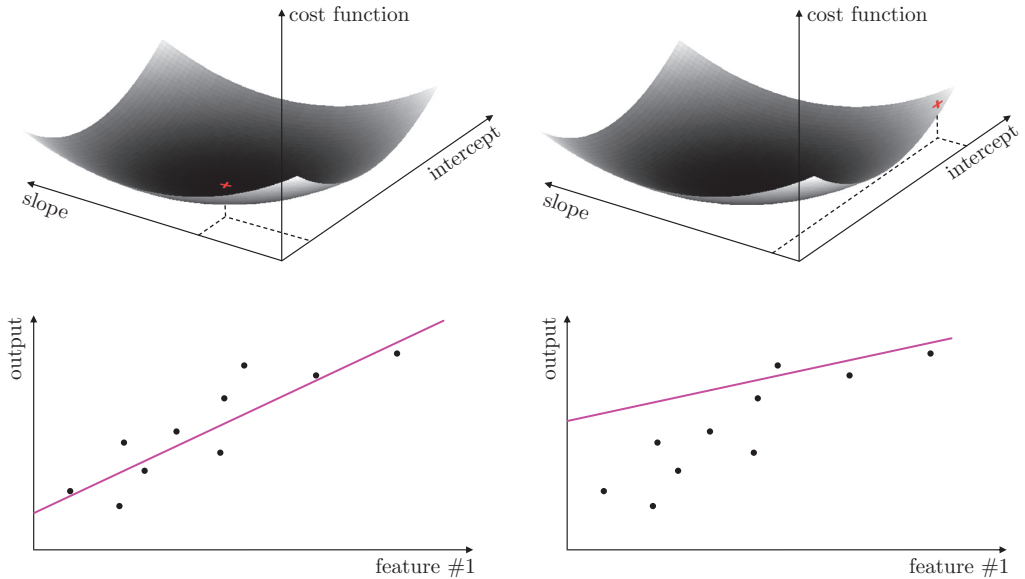 cost function
slope
intercept
cost function
slope
intercept
output
feature #1
output
feature #1